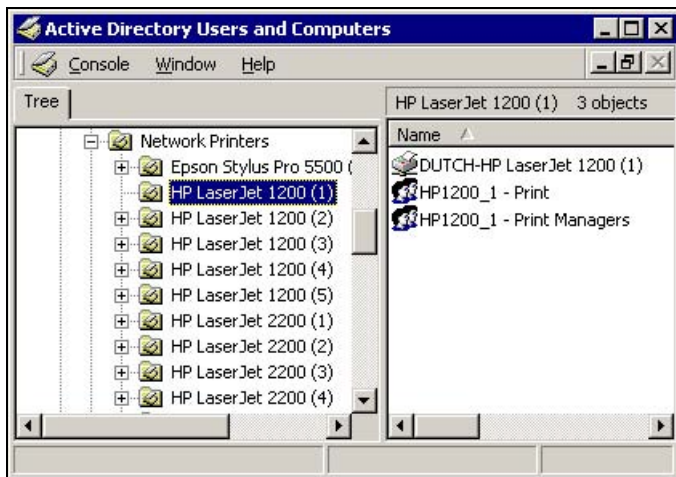 Active Directory Users and Computers
Console Window Help
Tree
HP LaserJet 1200 (1) 3 objects
Network Printers
Epson Stylus Pro 5500 (
HP LaserJet 1200 (1)
HP LaserJet 1200 (2)
HP LaserJet 1200 (3)
HP LaserJet 1200 (4)
HP LaserJet 1200 (5)
HP LaserJet 2200 (1)
HP LaserJet 2200 (2)
HP LaserJet 2200 (3)
HP LaserJet 2200 (4)
Name
DUTCH-HP LaserJet 1200 (1)
HP1200_1 - Print
HP1200_1 - Print Managers